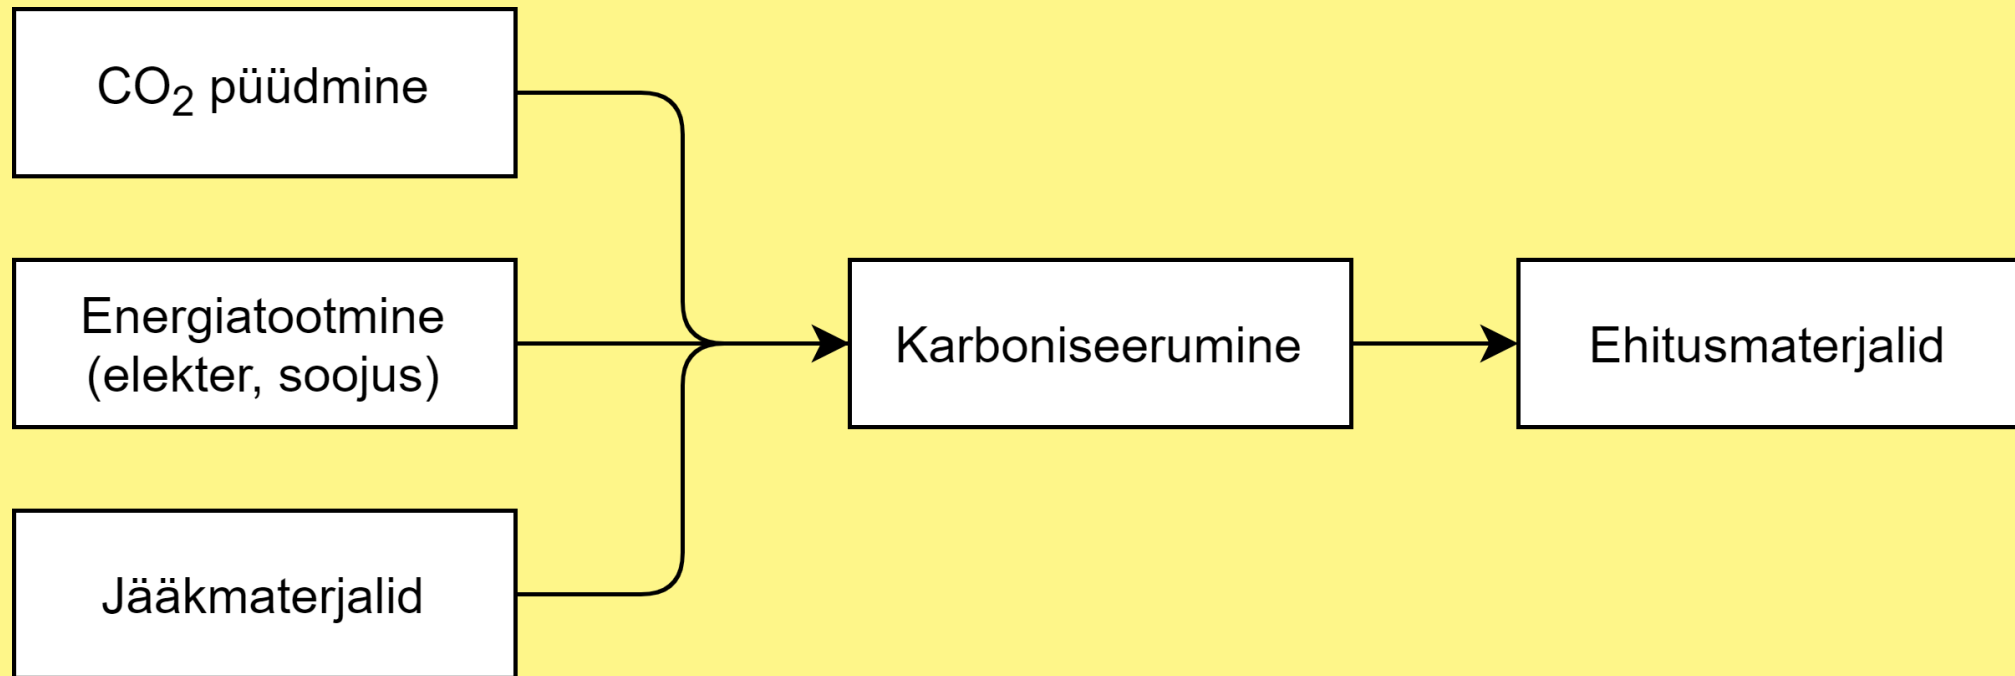 CO₂ püüdmine
Energiatootmine
(elekter, soojus)
Jääkmaterjalid
Karboniseerumine
Ehitusmaterjalid